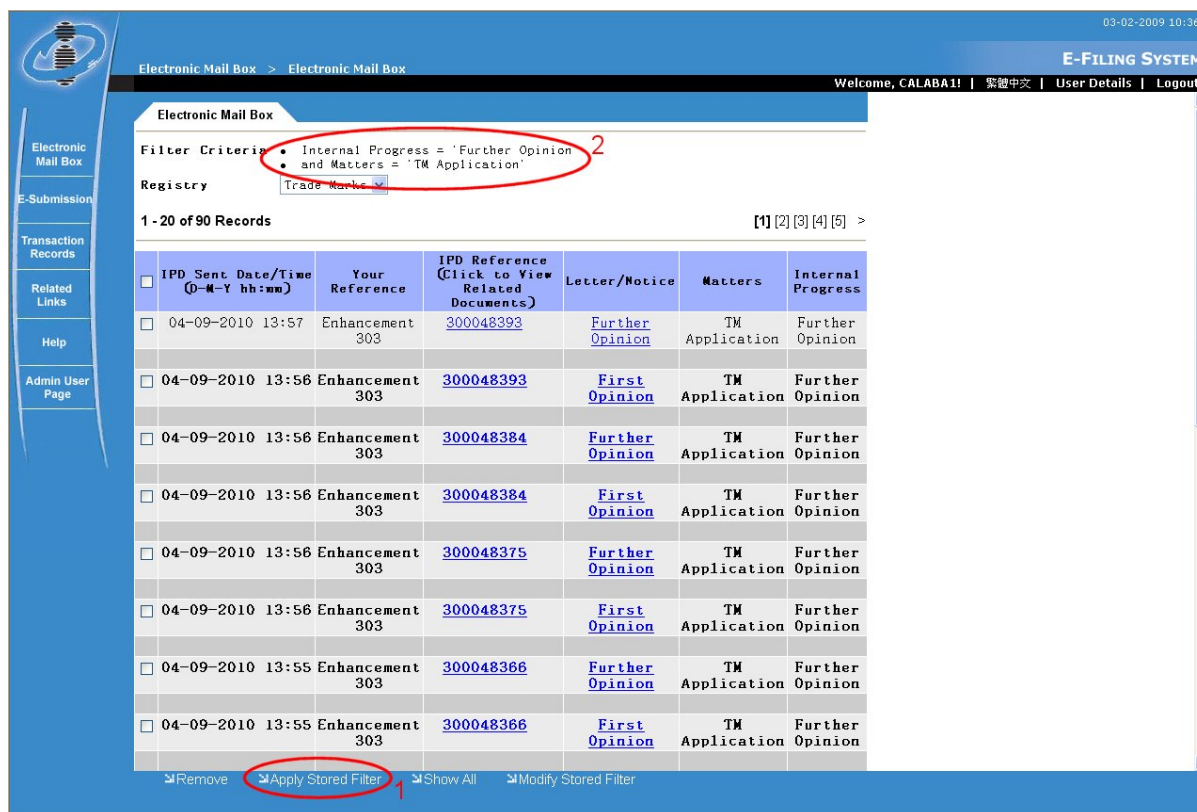 03-02-2009 10:36
E-FILING SYSTEM
Electronic Mail Box > Electronic Mail Box
Welcome, CALABA1! | 繁體中文 | User Details | Logout
Electronic Mail Box
Electronic
Mail Box
E-Submission
Transaction
Records
Related
Links
Help
Admin User
Page
Filter Criteria • Internal Progress = 'Further Opinion
• and Matters = 'TM Application'
2
Registry Trade Marks
1 - 20 of 90 Records [1] [2] [3] [4] [5] >
IPD Sent Date/Time (D-M-Y hh:mm) Your Reference IPD Reference (Click to View Related Documents) Letter/Notice Matters Internal Progress
04-09-2010 13:57 Enhancement 303 300048393 Further Opinion TM Application Further Opinion
04-09-2010 13:56 Enhancement 303 300048393 First Opinion TM Application Further Opinion
04-09-2010 13:56 Enhancement 303 300048384 Further Opinion TM Application Further Opinion
04-09-2010 13:56 Enhancement 303 300048384 First Opinion TM Application Further Opinion
04-09-2010 13:56 Enhancement 303 300048375 Further Opinion TM Application Further Opinion
04-09-2010 13:56 Enhancement 303 300048375 First Opinion TM Application Further Opinion
04-09-2010 13:55 Enhancement 303 300048366 Further Opinion TM Application Further Opinion
04-09-2010 13:55 Enhancement 303 300048366 First Opinion TM Application Further Opinion
Remove Apply Stored Filter 1 Show All Modify Stored Filter